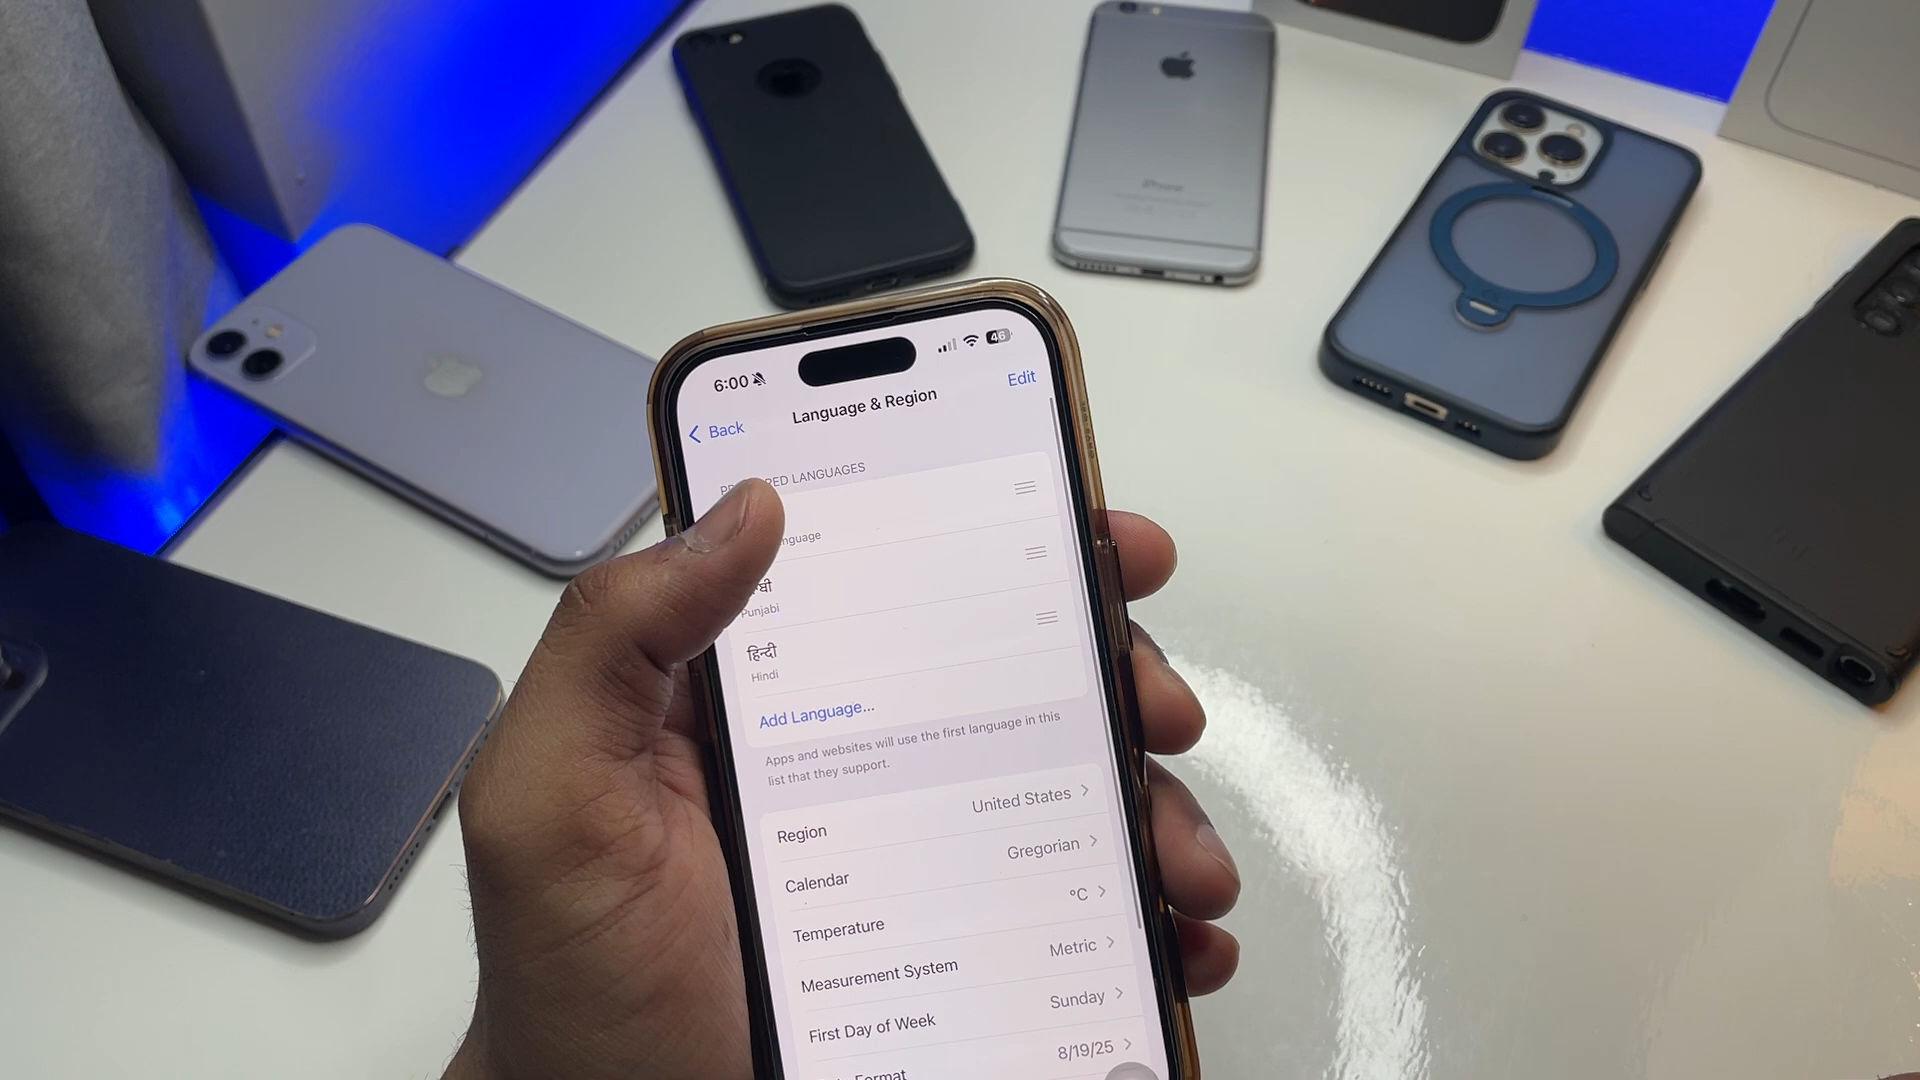 6:00
46
Back
Language & Region
Edit
LANGUAGES
Punjabi
हिन्दी
Hindi
Add Language...
Apps and websites will use the first language in this
list that they support.
Region United States
Calendar Gregorian
Temperature °C
Measurement System Metric
First Day of Week Sunday
Format 8/19/25
iPhone